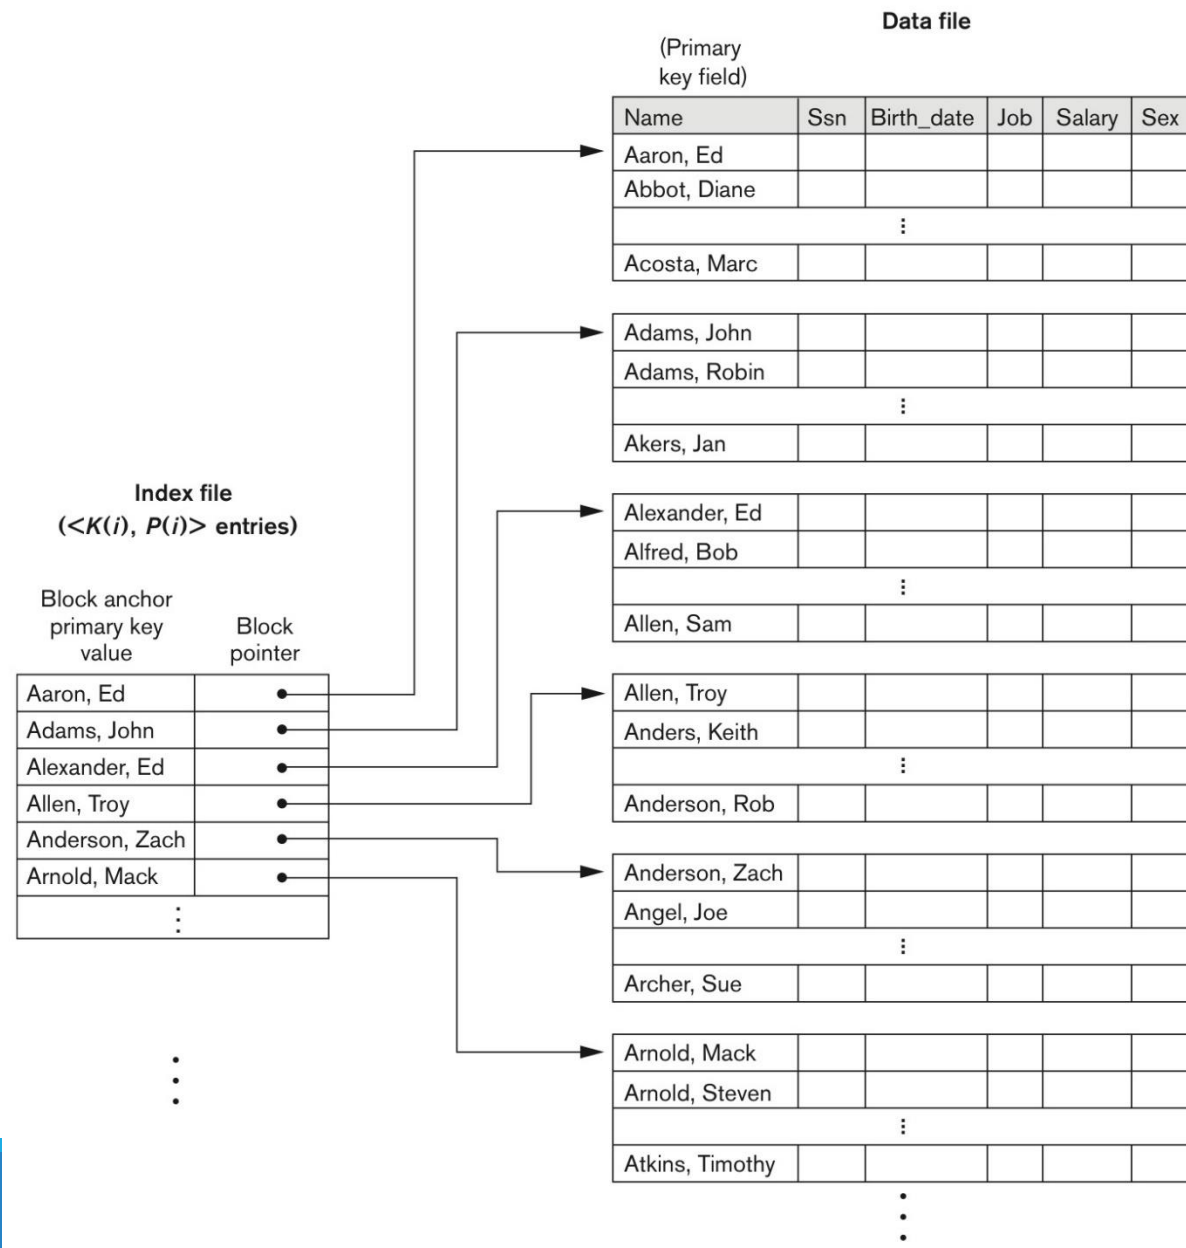 Data file
(Primary
key field)
Name Ssn Birth_date Job Salary Sex
Aaron, Ed
Abbot, Diane
⋮
Acosta, Marc
Adams, John
Adams, Robin
⋮
Akers, Jan
Alexander, Ed
Alfred, Bob
⋮
Allen, Sam
Allen, Troy
Anders, Keith
⋮
Anderson, Rob
Anderson, Zach
Angel, Joe
⋮
Archer, Sue
Arnold, Mack
Arnold, Steven
⋮
Atkins, Timothy
⋮
Index file
(<K(i), P(i)> entries)
Block anchor
primary key
value
Block
pointer
Aaron, Ed
Adams, John
Alexander, Ed
Allen, Troy
Anderson, Zach
Arnold, Mack
⋮
⋮